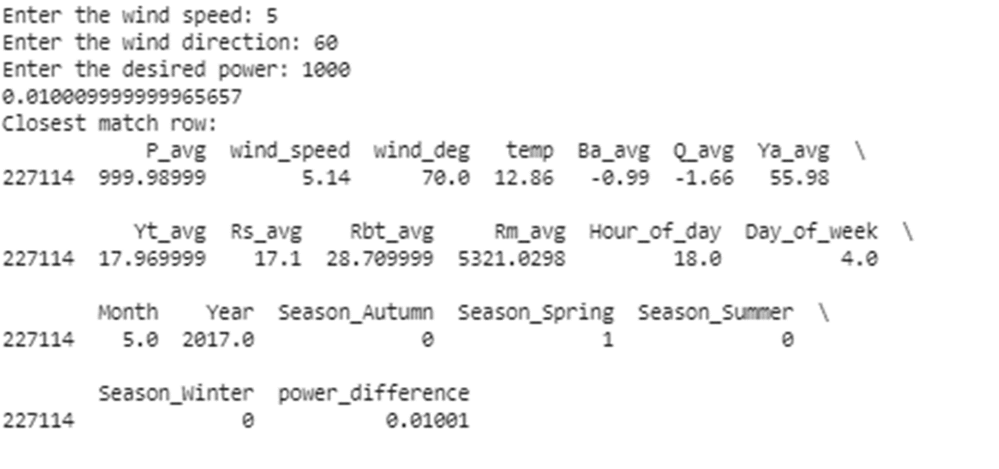 Enter the wind speed: 5
Enter the wind direction: 60
Enter the desired power: 1000
0.010009999999965657
Closest match row:
P_avg wind_speed wind_deg temp Ba_avg Q_avg Ya_avg \
227114 999.98999 5.14 70.0 12.86 -0.99 -1.66 55.98
Yt_avg Rs_avg Rbt_avg Rm_avg Hour_of_day Day_of_week \
227114 17.969999 17.1 28.709999 5321.0298 18.0 4.0
Month Year Season_Autumn Season_Spring Season_Summer \
227114 5.0 2017.0 0 1 0
Season_Winter power_difference
227114 0 0.01001